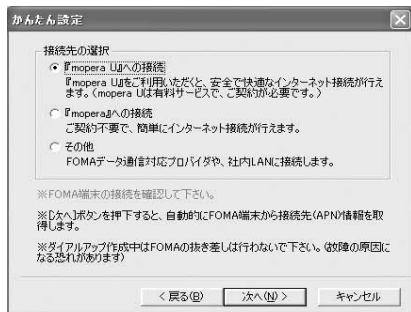 かんたん設定
接続先の選択
『mopera U』への接続
『mopera U』をご利用いただくと、安全で快適なインターネット接続が行え
ます。(mopera Uは有料サービスで、ご契約が必要です。)
『mopera』への接続
ご契約不要で、簡単にインターネット接続が行えます。
その他
FOMAデータ通信対応プロバイダや、社内LANに接続します。
※FOMA端末の接続を確認して下さい。
※[次へ]ボタンを押下すると、自動的にFOMA端末から接続先(APN)情報を取
得します。
※ダイアルアップ作成中はFOMAの抜き差しは行わないで下さい。(故障の原因に
なる恐れがあります)
< 戻る(B)
次へ(N) >
キャンセル